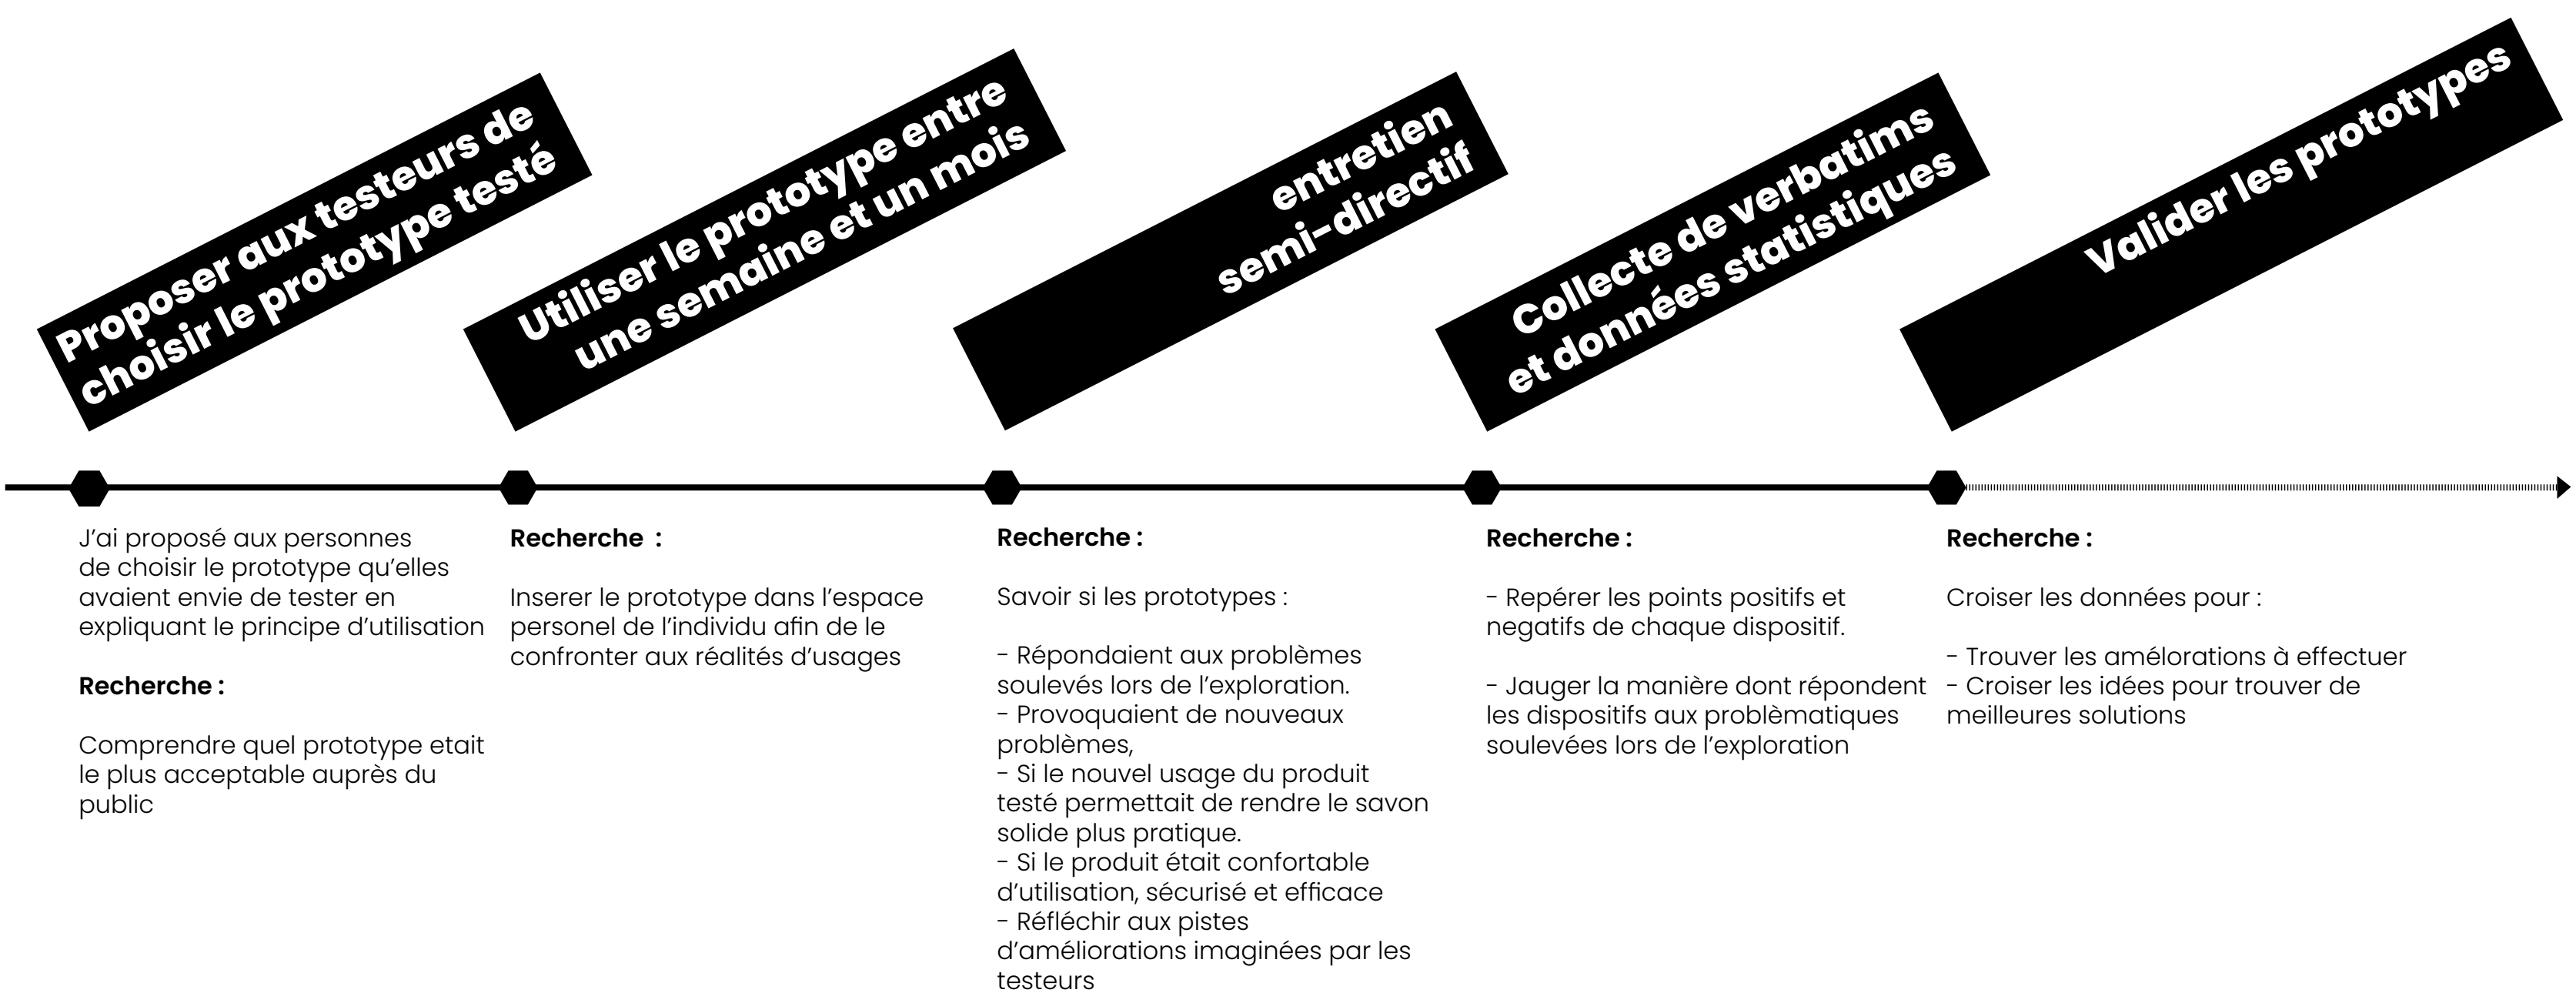 Proposer aux testeurs de
choisir le prototype testé
Utiliser le prototype entre
une semaine et un mois
entretien
semi-directif
Collecte de verbatims
et données statistiques
Valider les prototypes
J’ai proposé aux personnes
de choisir le prototype qu’elles
avaient envie de tester en
expliquant le principe d’utilisation
Recherche :
Comprendre quel prototype etait
le plus acceptable auprès du
public
Recherche :
Inserer le prototype dans l’espace
personel de l’individu afin de le
confronter aux réalités d’usages
Recherche :
Savoir si les prototypes :
- Répondaient aux problèmes
soulevés lors de l’exploration.
- Provoquaient de nouveaux
problèmes,
- Si le nouvel usage du produit
testé permettait de rendre le savon
solide plus pratique.
- Si le produit était confortable
d’utilisation, sécurisé et efficace
- Réfléchir aux pistes
d’améliorations imaginées par les
testeurs
Recherche :
- Repérer les points positifs et
negatifs de chaque dispositif.
- Jauger la manière dont répondent
les dispositifs aux problèmatiques
soulevées lors de l’exploration
Recherche :
Croiser les données pour :
- Trouver les amélorations à effectuer
- Croiser les idées pour trouver de
meilleures solutions